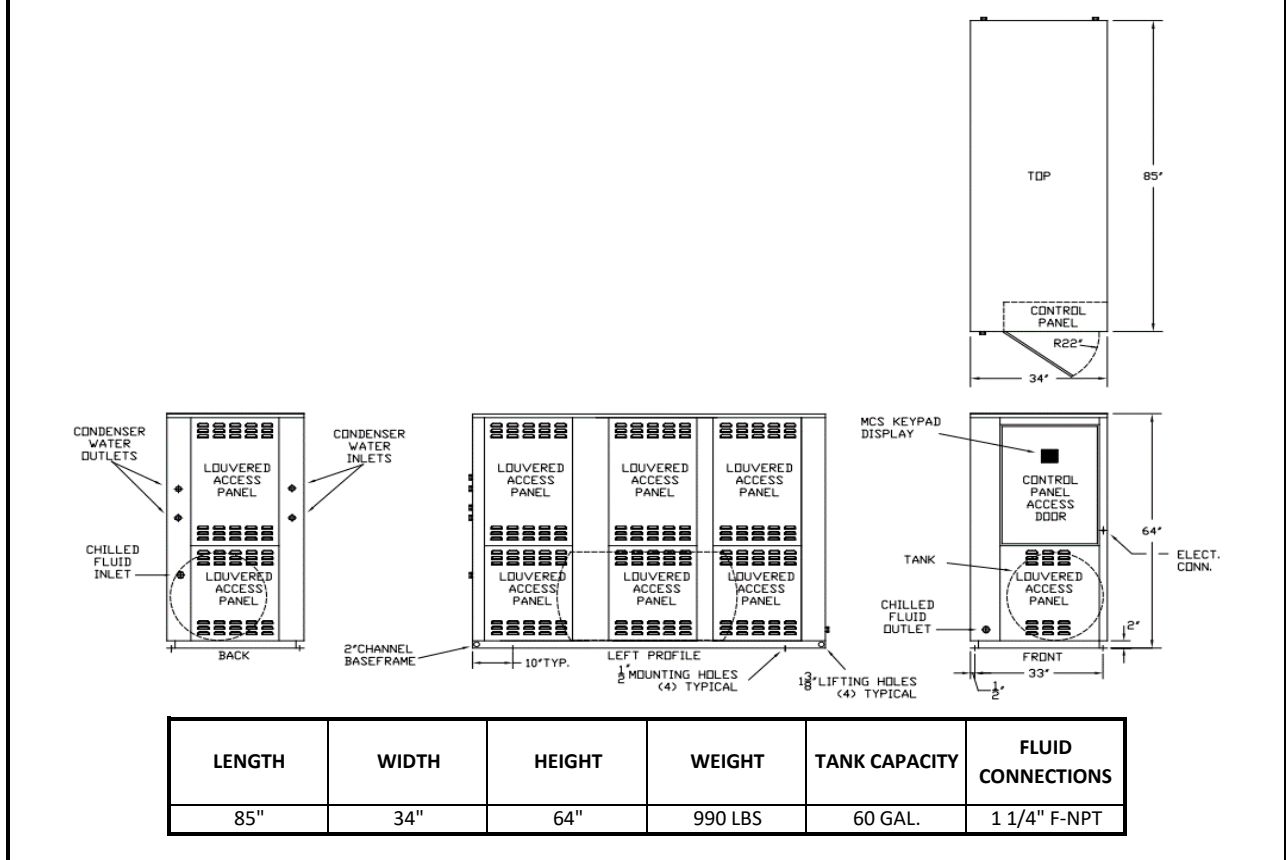 TOP
85"
CONTROL
PANEL
R22"
34"
CONDENSER
WATER
OUTLETS
CONDENSER
WATER
INLETS
LOUVERED
ACCESS
PANEL
CHILLED
FLUID
INLET
LOUVERED
ACCESS
PANEL
BACK
LOUVERED
ACCESS
PANEL
LOUVERED
ACCESS
PANEL
LOUVERED
ACCESS
PANEL
LOUVERED
ACCESS
PANEL
LOUVERED
ACCESS
PANEL
LOUVERED
ACCESS
PANEL
2"CHANNEL
BASEFRAME
10"TYP.
LEFT PROFILE
1/2" MOUNTING HOLES
(4) TYPICAL
1 3/8" LIFTING HOLES
(4) TYPICAL
MCS KEYPAD
DISPLAY
CONTROL
PANEL
ACCESS
DOOR
64"
ELECT.
CONN.
TANK
LOUVERED
ACCESS
PANEL
CHILLED
FLUID
OUTLET
2"
FRONT
33"
1/2"
LENGTH WIDTH HEIGHT WEIGHT TANK CAPACITY FLUID CONNECTIONS
85" 34" 64" 990 LBS 60 GAL. 1 1/4" F-NPT